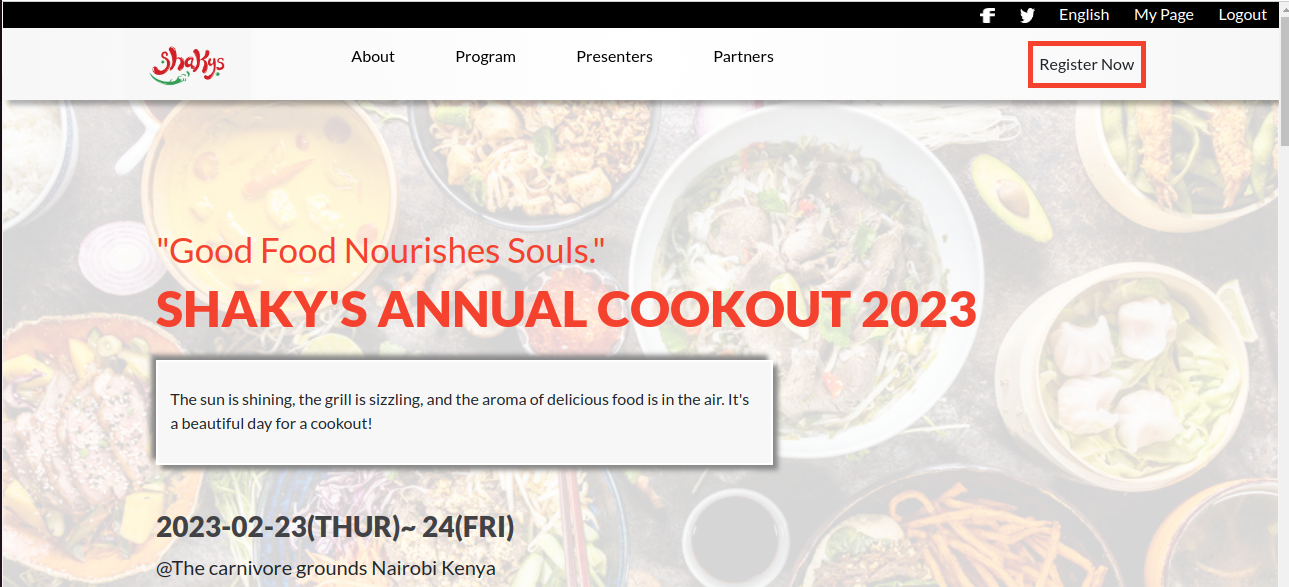 English My Page Logout
Shakys
About Program Presenters Partners
Register Now
"Good Food Nourishes Souls."
SHAKY'S ANNUAL COOKOUT 2023
The sun is shining, the grill is sizzling, and the aroma of delicious food is in the air. It's
a beautiful day for a cookout!
2023-02-23(THUR)~ 24(FRI)
@The carnivore grounds Nairobi Kenya